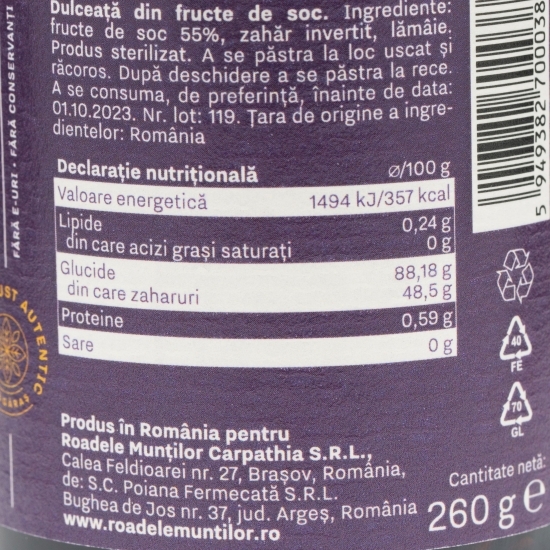 Dulceață din fructe de soc. Ingrediente:
fructe de soc 55%, zahăr invertit, lămâie.
Produs sterilizat. A se păstra la loc uscat și
răcoros. După deschidere a se păstra la rece.
A se consuma, de preferință, înainte de data:
01.10.2023. Nr. lot: 119. Țara de origine a ingre-
dientelor: România
Declarație nutrițională ø/100 g
Valoare energetică 1494 kJ/357 kcal
Lipide 0,24 g
din care acizi grași saturați 0 g
Glucide 88,18 g
din care zaharuri 48,5 g
Proteine 0,59 g
Sare 0 g
Produs în România pentru
Roadele Munților Carpathia S.R.L.,
Calea Feldioarei nr. 27, Brașov, România,
de: S.C. Poiana Fermecată S.R.L.
Bughea de Jos nr. 37, jud. Argeș, România
www.roadelemuntilor.ro
Cantitate netă:
260 g e
40
FE
70
GL
FĂRĂ E-URI • FĂRĂ CONSERVANȚI
UST AUTENTIC